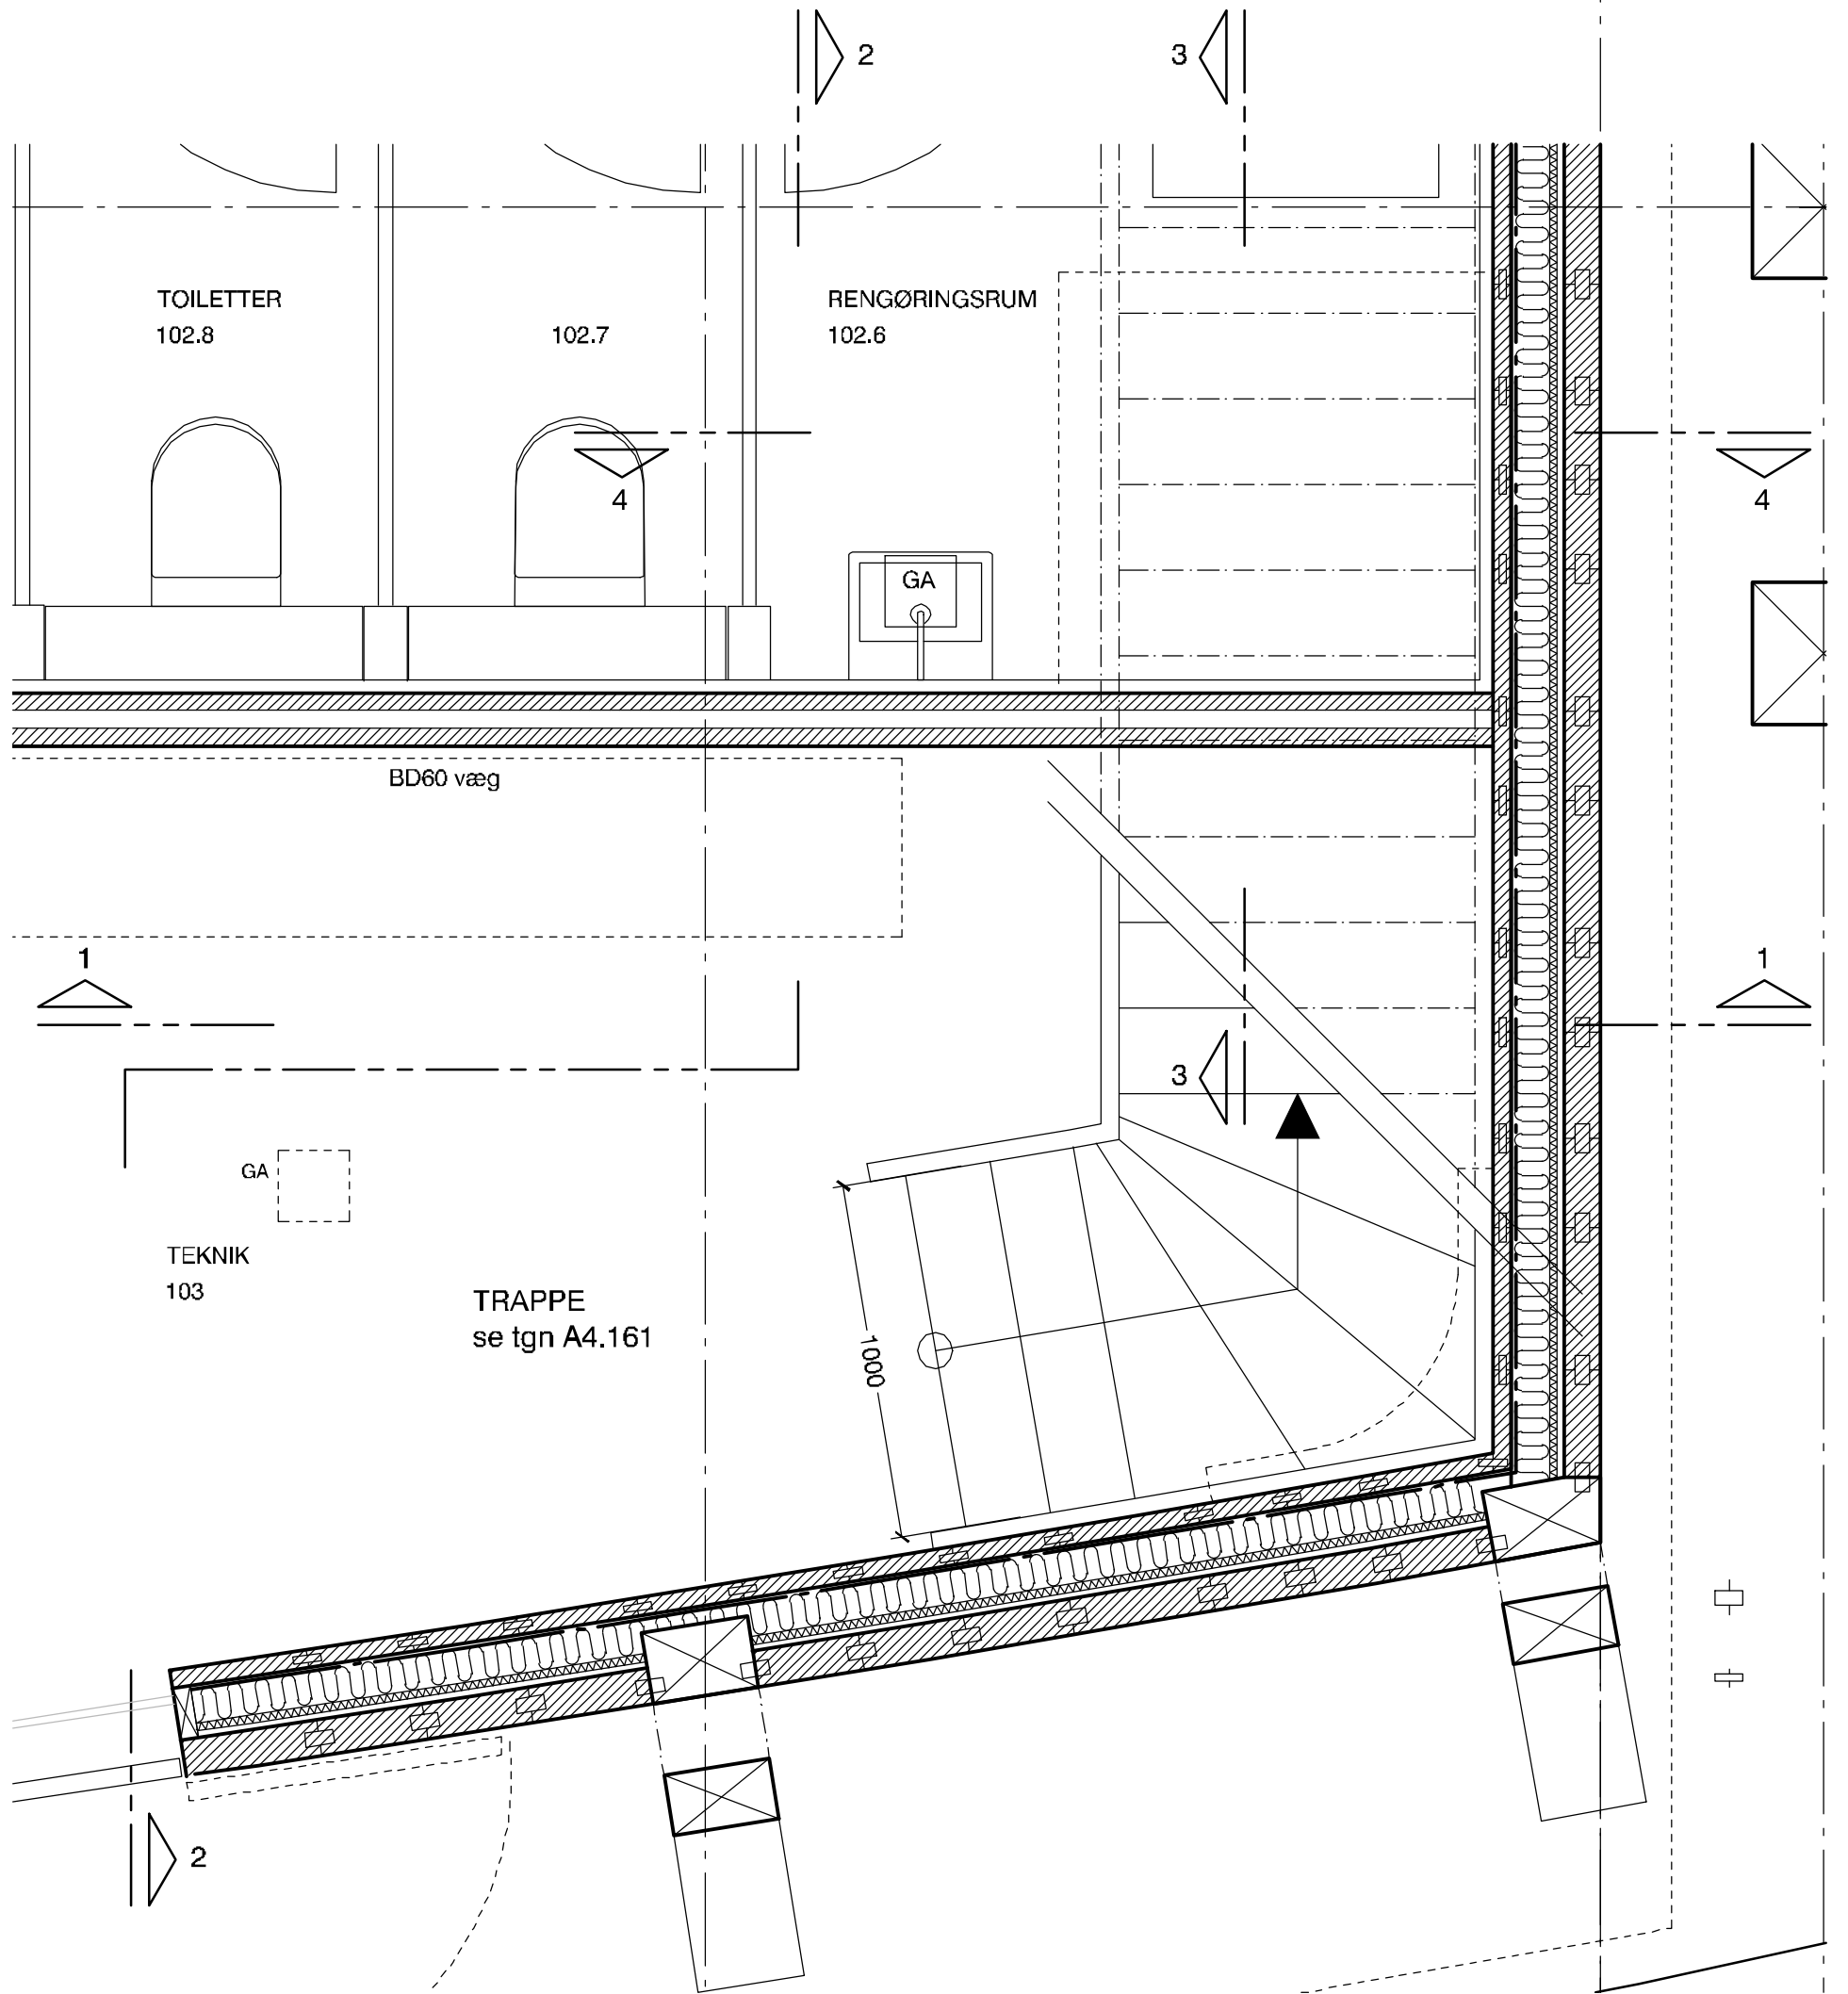 2
3
TOILETTER
102.8
102.7
RENGØRINGSRUM
102.6
4
4
GA
BD60 væg
1
1
3
GA
TEKNIK
103
TRAPPE
se tgn A4.161
1000
2